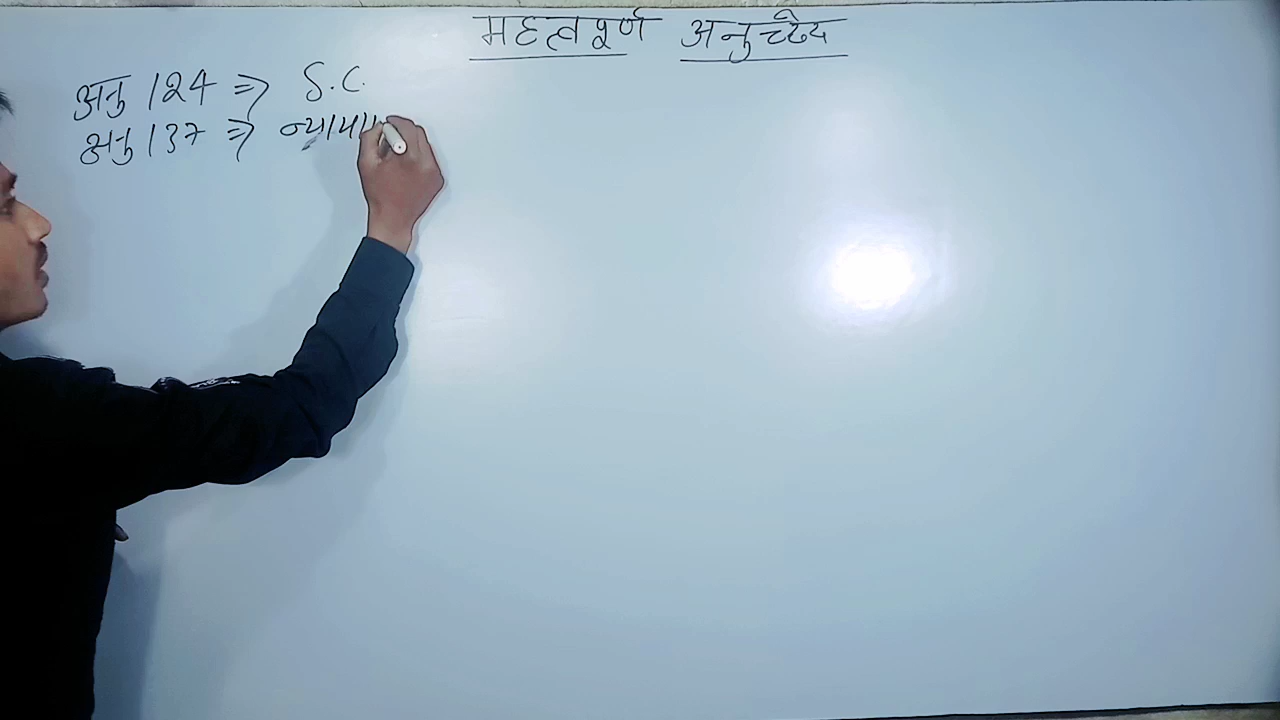 महत्वपूर्ण अनुच्छेद
अनु 124 => S.C.
अनु 137 =>